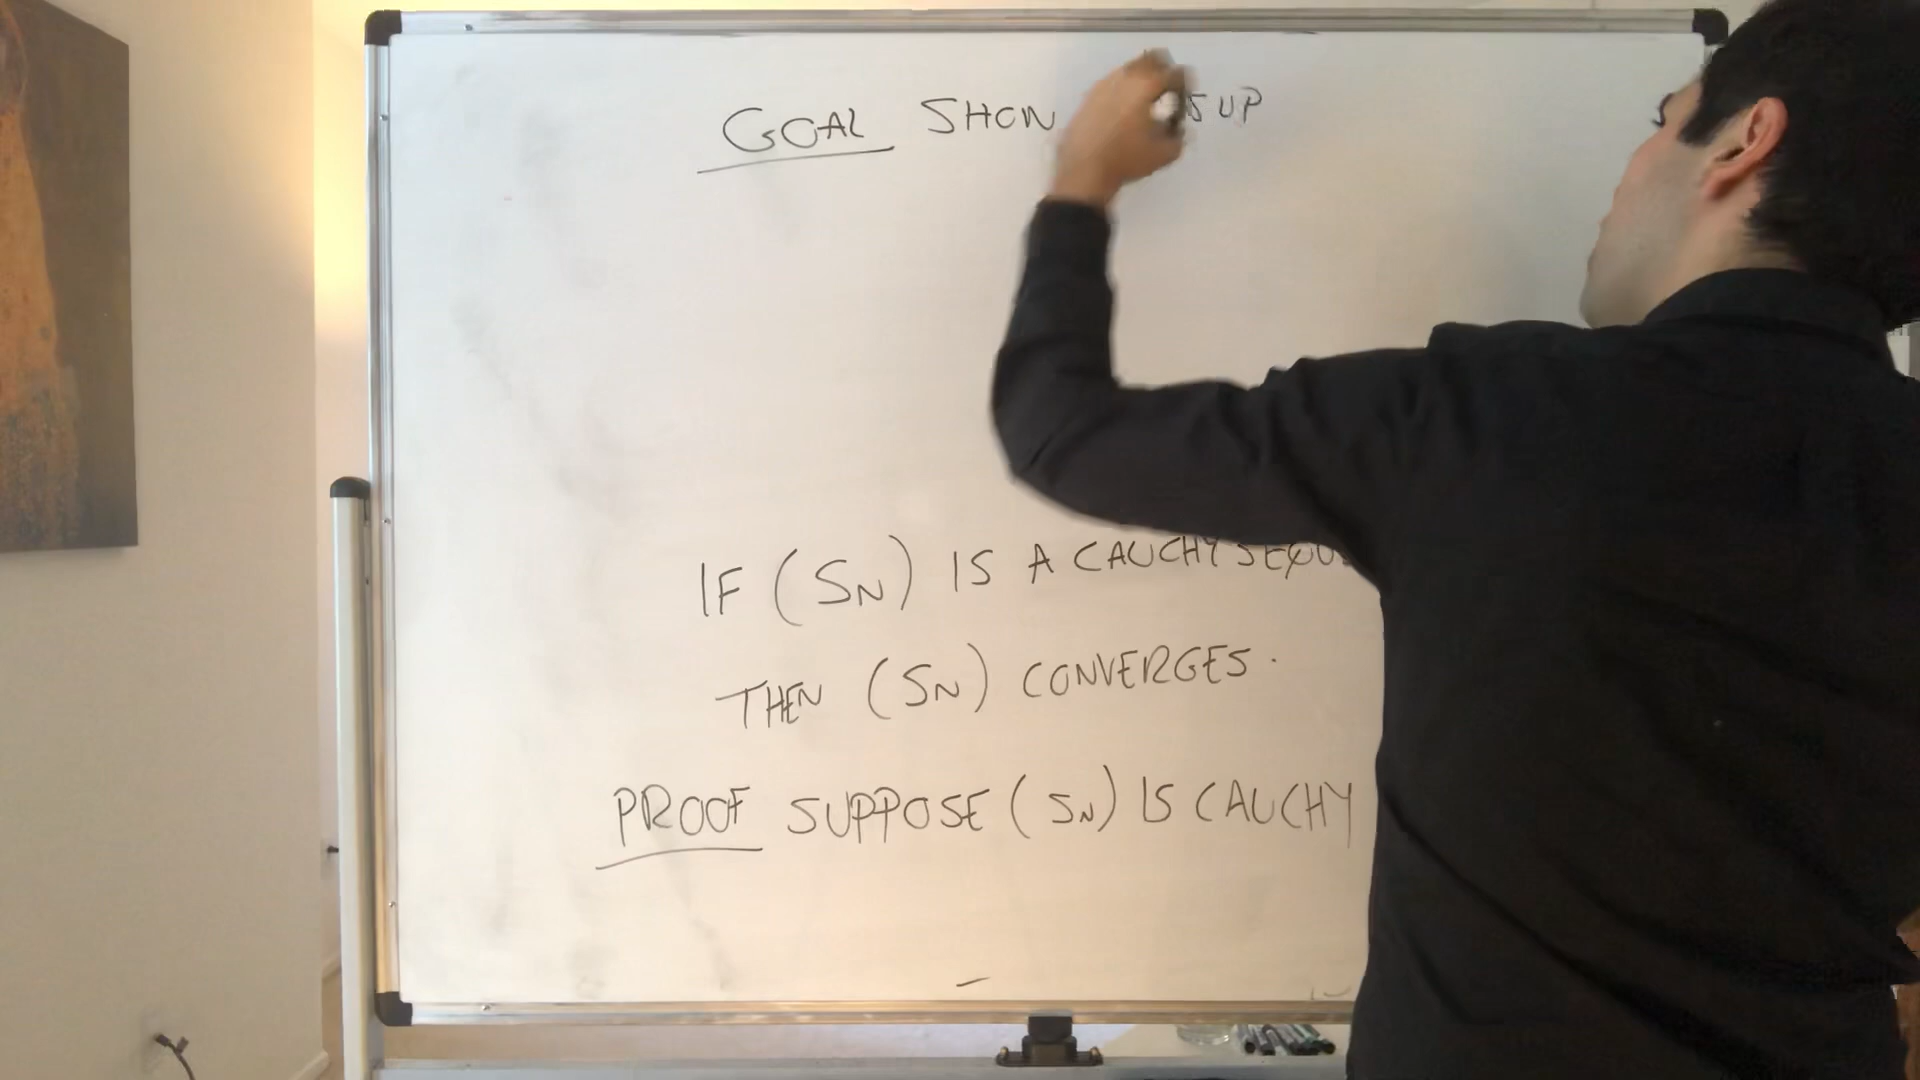 GOAL SHOW SUP
IF (SN) IS A CAUCHY SEQU
THEN (SN) CONVERGES.
PROOF SUPPOSE (SN) IS CAUCHY